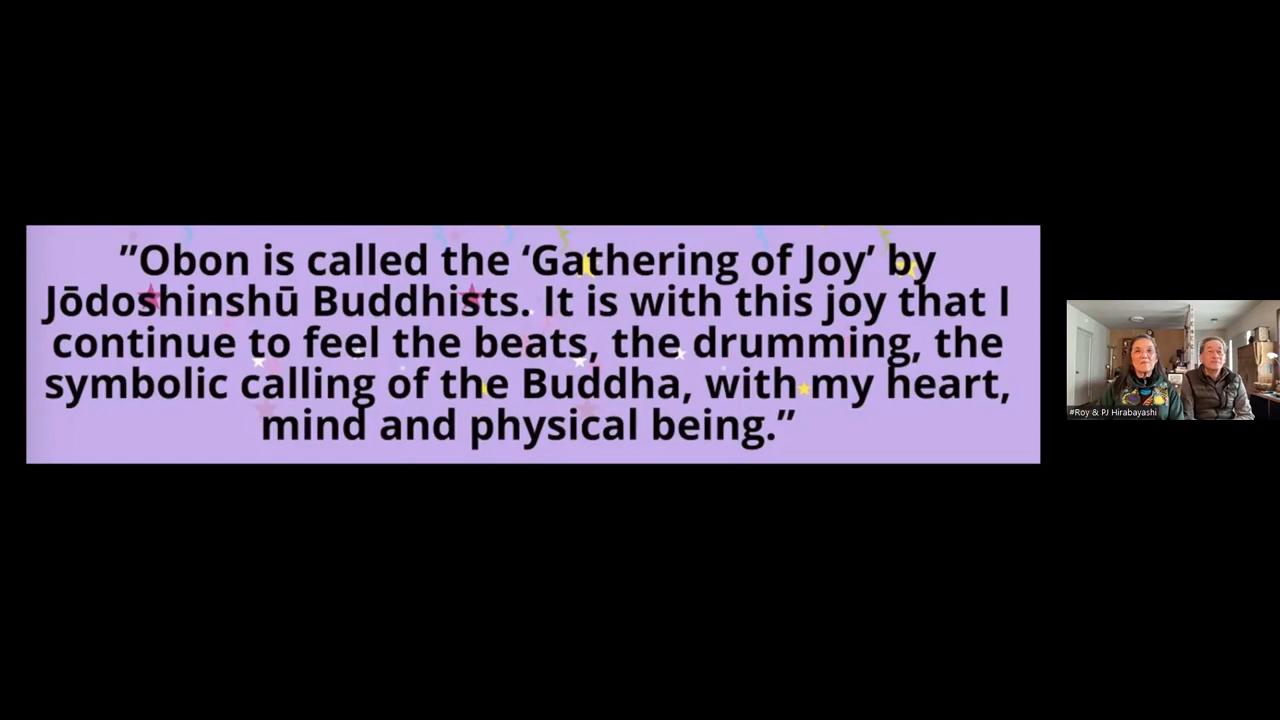 ”Obon is called the ‘Gathering of Joy’ by
Jōdoshinshū Buddhists. It is with this joy that I
continue to feel the beats, the drumming, the
symbolic calling of the Buddha, with my heart,
mind and physical being.”
#Roy & PJ Hirabayashi